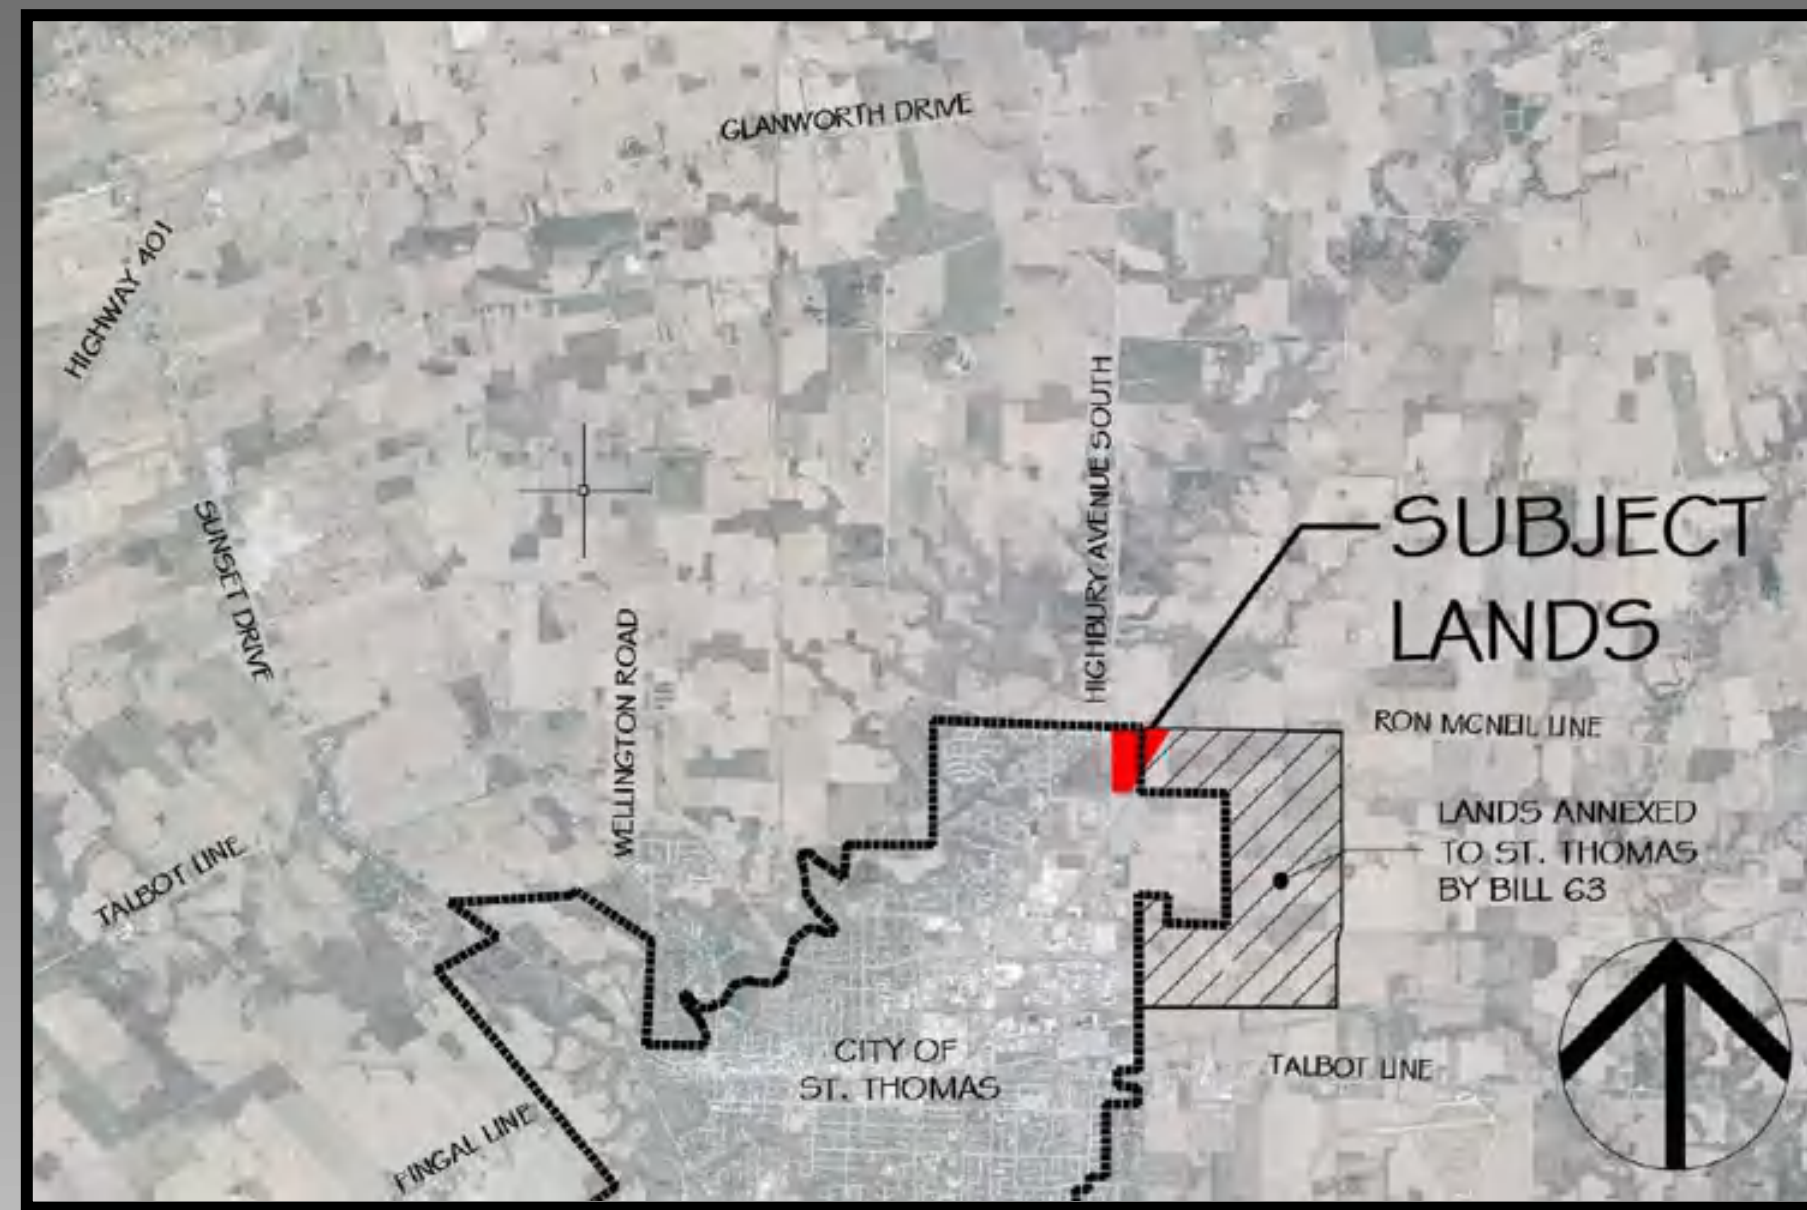 GLANWORTH DRIVE
HIGHWAY 401
HIGHBURY AVENUE SOUTH
SUBJECT
LANDS
SUNSET DRIVE
WELLINGTON ROAD
RON MCNEIL LINE
LANDS ANNEXED
TO ST. THOMAS
BY BILL 63
TALBOT LINE
CITY OF
ST. THOMAS
TALBOT LINE
FINGAL LINE